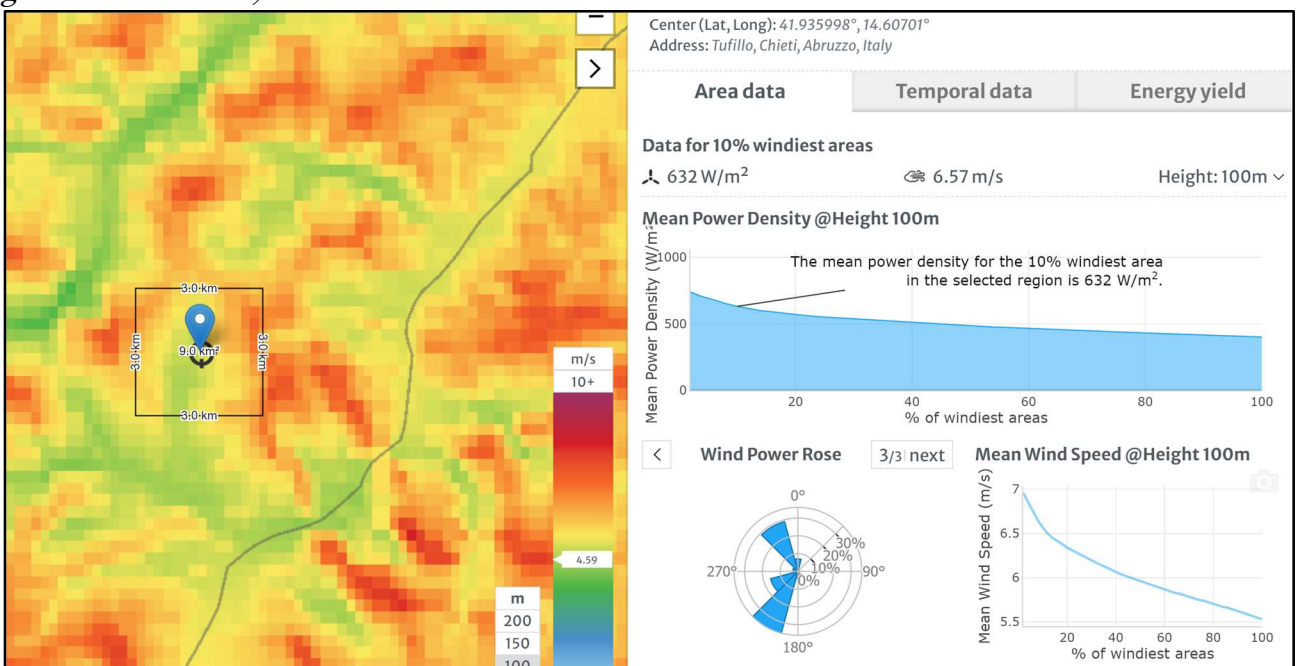 3.0 km
3.0 km
9.0 km²
3.0 km
3.0 km
m/s
10+
4.59
m
200
150
100
Center (Lat, Long): 41.935998°, 14.60701°
Address: Tufillo, Chieti, Abruzzo, Italy
Area data Temporal data Energy yield
Data for 10% windiest areas
632 W/m² 6.57 m/s Height: 100m
Mean Power Density @Height 100m
Mean Power Density (W/m²)
1000
The mean power density for the 10% windiest area
in the selected region is 632 W/m².
500
0
20 40 60 80 100
% of windiest areas
< Wind Power Rose 3/3 next
0°
30%
20%
10%
0%
270° 90°
180°
Mean Wind Speed @Height 100m
Mean Wind Speed (m/s)
7
6.5
6
5.5
20 40 60 80 100
% of windiest areas